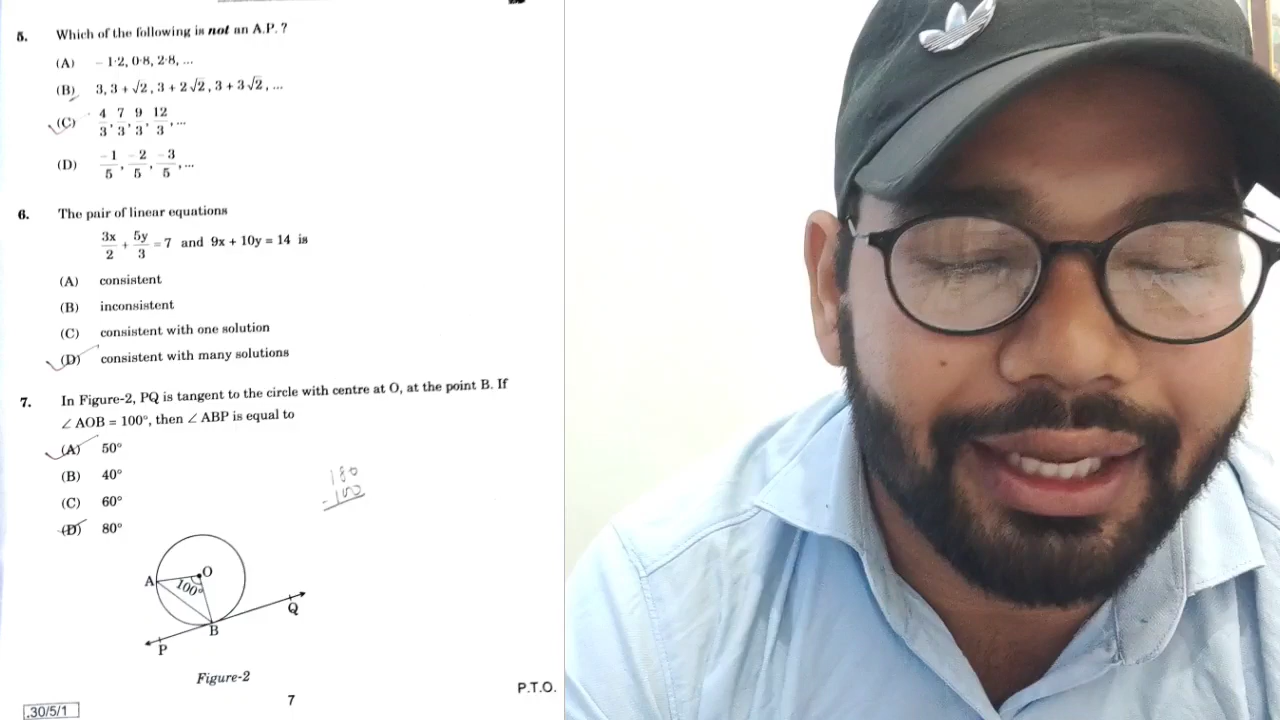 5. Which of the following is not an A.P. ?
(A) – 1·2, 0·8, 2·8, ...
(B) 3, 3 + √2, 3 + 2√2, 3 + 3√2, ...
(C) 4/3, 7/3, 9/3, 12/3, ...
(D) –1/5, –2/5, –3/5, ...
6. The pair of linear equations
3x/2 + 5y/3 = 7 and 9x + 10y = 14 is
(A) consistent
(B) inconsistent
(C) consistent with one solution
(D) consistent with many solutions
7. In Figure-2, PQ is tangent to the circle with centre at O, at the point B. If
∠ AOB = 100°, then ∠ ABP is equal to
(A) 50°
(B) 40°
(C) 60°
(D) 80°
180
- 100
O
A
100°
Q
B
P
Figure-2
.30/5/1
7
P.T.O.